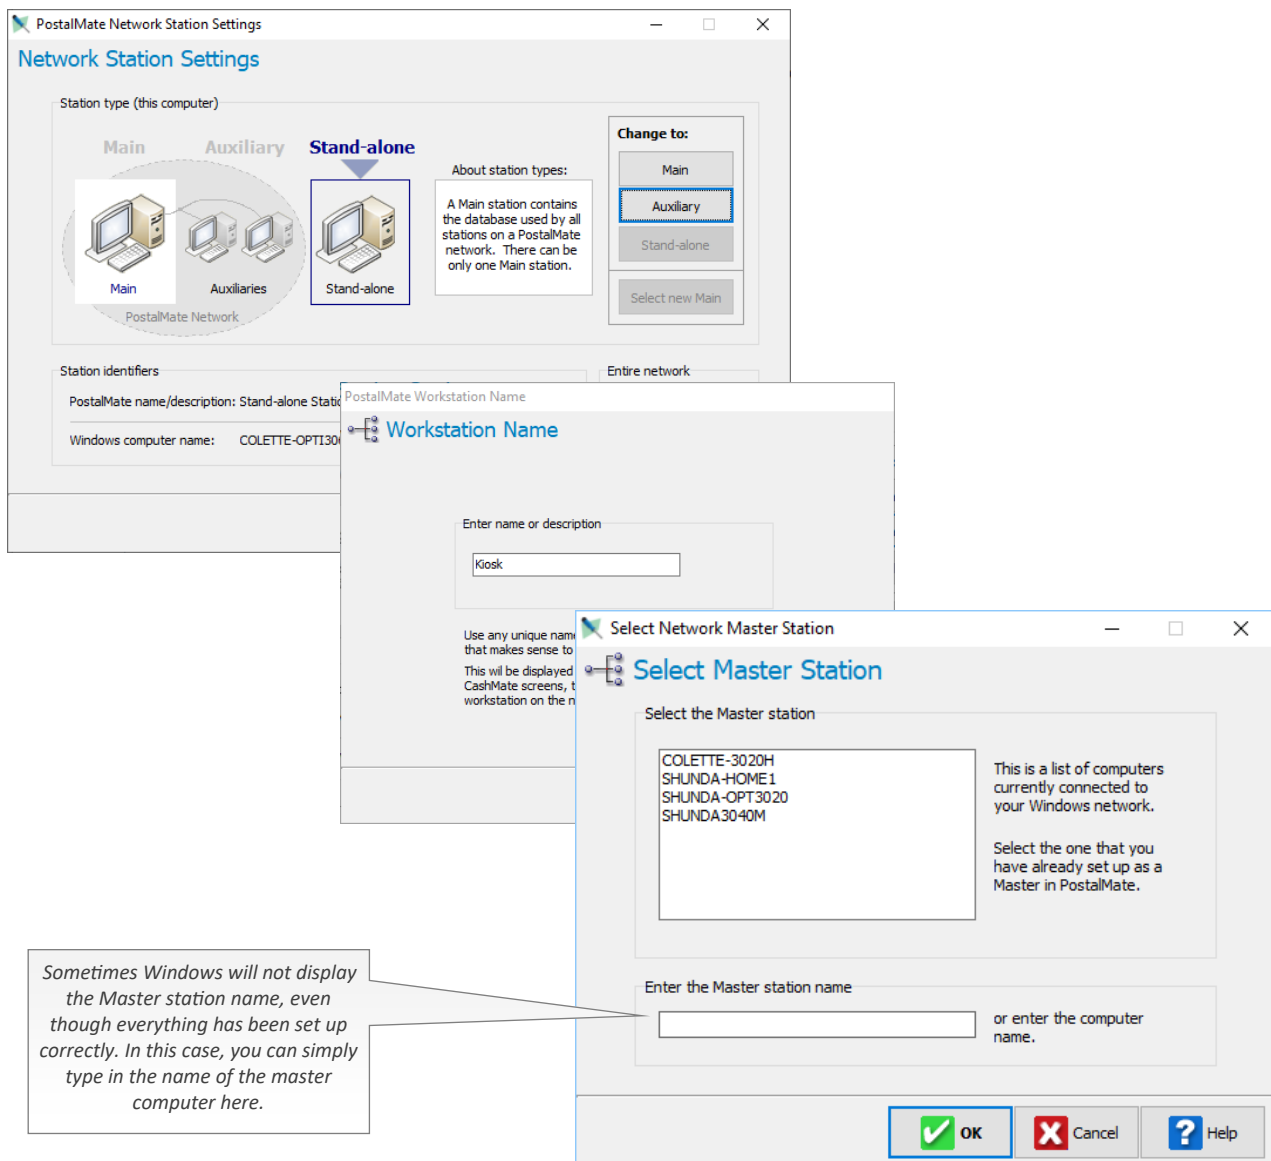 PostalMate Network Station Settings
Network Station Settings
Station type (this computer)
Main
Auxiliary
Stand-alone
Main
Auxiliaries
PostalMate Network
Stand-alone
About station types:
A Main station contains
the database used by all
stations on a PostalMate
network. There can be
only one Main station.
Change to:
Main
Auxiliary
Stand-alone
Select new Main
Station identifiers
PostalMate name/description: Stand-alone
Windows computer name:
Entire network
PostalMate Workstation Name
Workstation Name
Enter name or description
Kiosk
Use any unique name
that makes sense to
This wil be displayed
CashMate screens,
workstation on the
Select Network Master Station
Select Master Station
Select the Master station
COLETTE-3020H
SHUNDA-HOME1
SHUNDA-OPT3020
SHUNDA3040M
This is a list of computers
currently connected to
your Windows network.
Select the one that you
have already set up as a
Master in PostalMate.
Enter the Master station name
or enter the computer
name.
OK
Cancel
Help
Sometimes Windows will not display
the Master station name, even
though everything has been set up
correctly. In this case, you can simply
type in the name of the master
computer here.